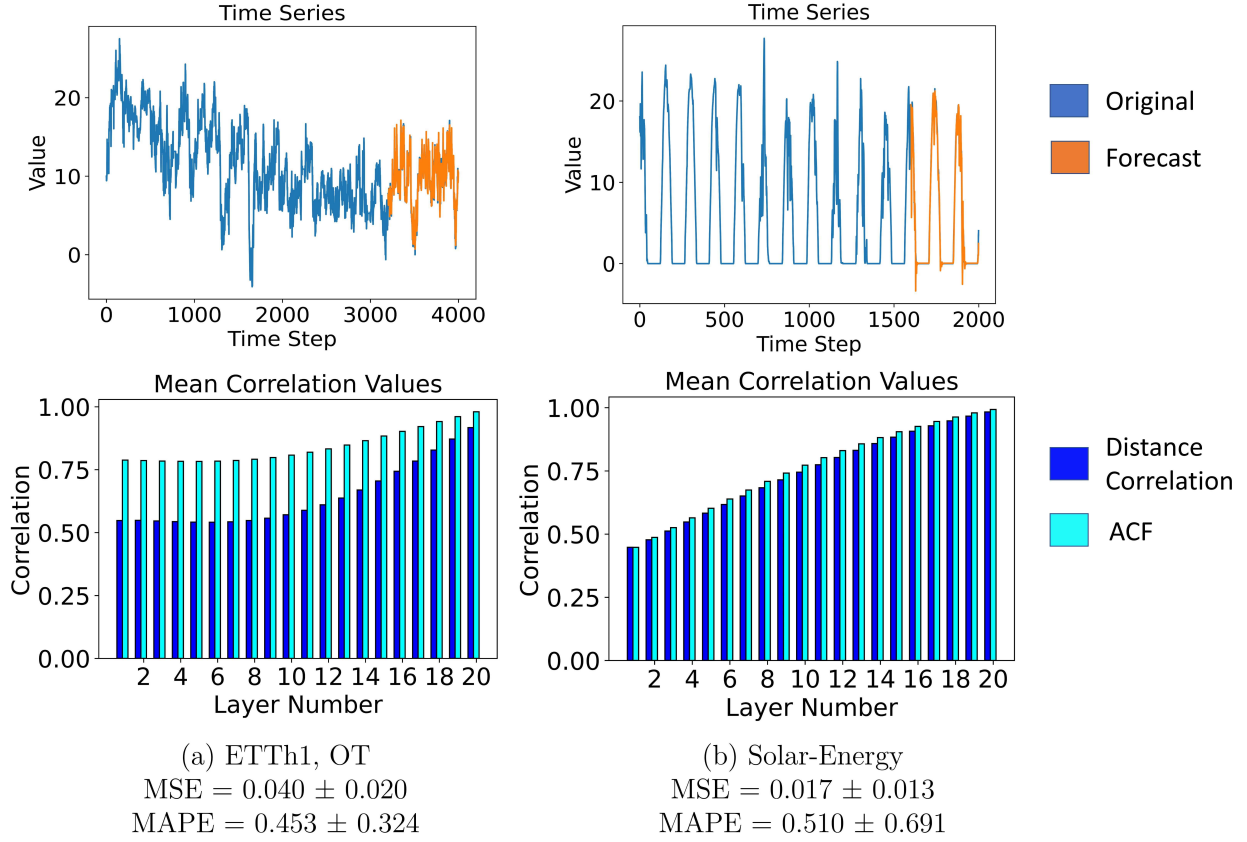 Time Series
Value
20
10
0
0 1000 2000 3000 4000
Time Step
Time Series
Value
20
10
0
0 500 1000 1500 2000
Time Step
Original
Forecast
Mean Correlation Values
Correlation
1.00
0.75
0.50
0.25
0.00
2 4 6 8 10 12 14 16 18 20
Layer Number
Mean Correlation Values
Correlation
1.00
0.75
0.50
0.25
0.00
2 4 6 8 10 12 14 16 18 20
Layer Number
Distance
Correlation
ACF
(a) ETTh1, OT
MSE = 0.040 ± 0.020
MAPE = 0.453 ± 0.324
(b) Solar-Energy
MSE = 0.017 ± 0.013
MAPE = 0.510 ± 0.691